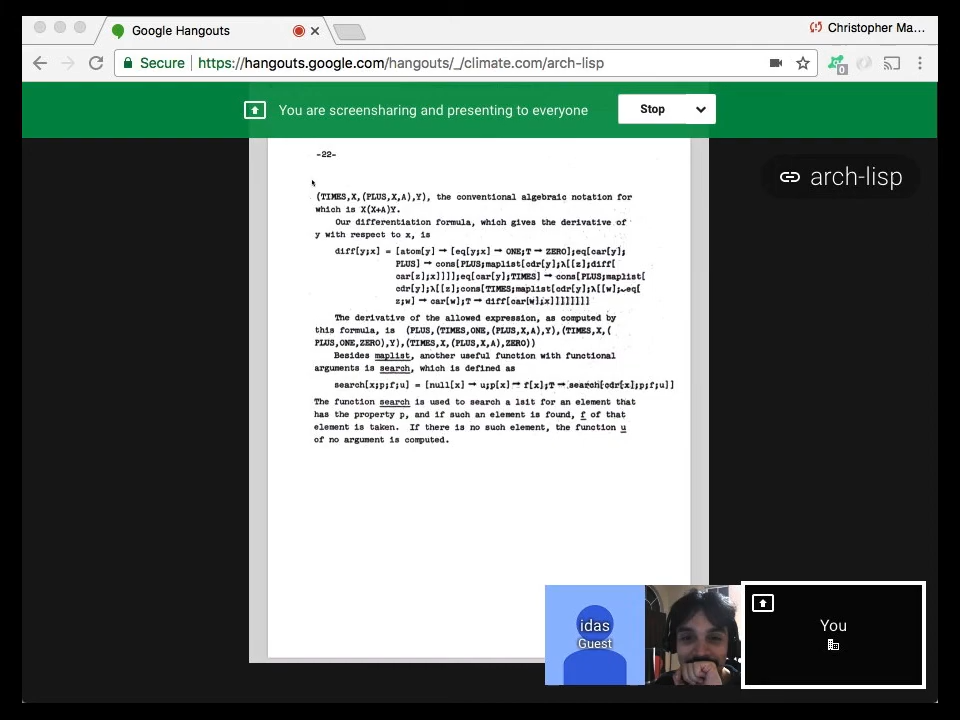 Google Hangouts
Christopher Ma...
Secure https://hangouts.google.com/hangouts/_/climate.com/arch-lisp
0
You are screensharing and presenting to everyone
Stop
arch-lisp
-22-
(TIMES,X,(PLUS,X,A),Y), the conventional algebraic notation for
which is X(X+A)Y.
Our differentiation formula, which gives the derivative of
y with respect to x, is
diff[y;x] = [atom[y] → [eq[y;x] → ONE;T → ZERO];eq[car[y];
PLUS] → cons[PLUS;maplist[cdr[y];λ[[z];diff[
car[z];x]]]];eq[car[y];TIMES] → cons[PLUS;maplist[
cdr[y];λ[[z];cons[TIMES;maplist[cdr[y];λ[[w];eq[
z;w] → car[w];T → diff[car[w];x]]]]]]]]
The derivative of the allowed expression, as computed by
this formula, is (PLUS,(TIMES,ONE,(PLUS,X,A),Y),(TIMES,X,(
PLUS,ONE,ZERO),Y),(TIMES,X,(PLUS,X,A),ZERO))
Besides maplist, another useful function with functional
arguments is search, which is defined as
search[x;p;f;u] = [null[x] → u;p[x] → f[x];T → search[cdr[x];p;f;u]]
The function search is used to search a lsit for an element that
has the property p, and if such an element is found, f of that
element is taken. If there is no such element, the function u
of no argument is computed.
idas
Guest
You